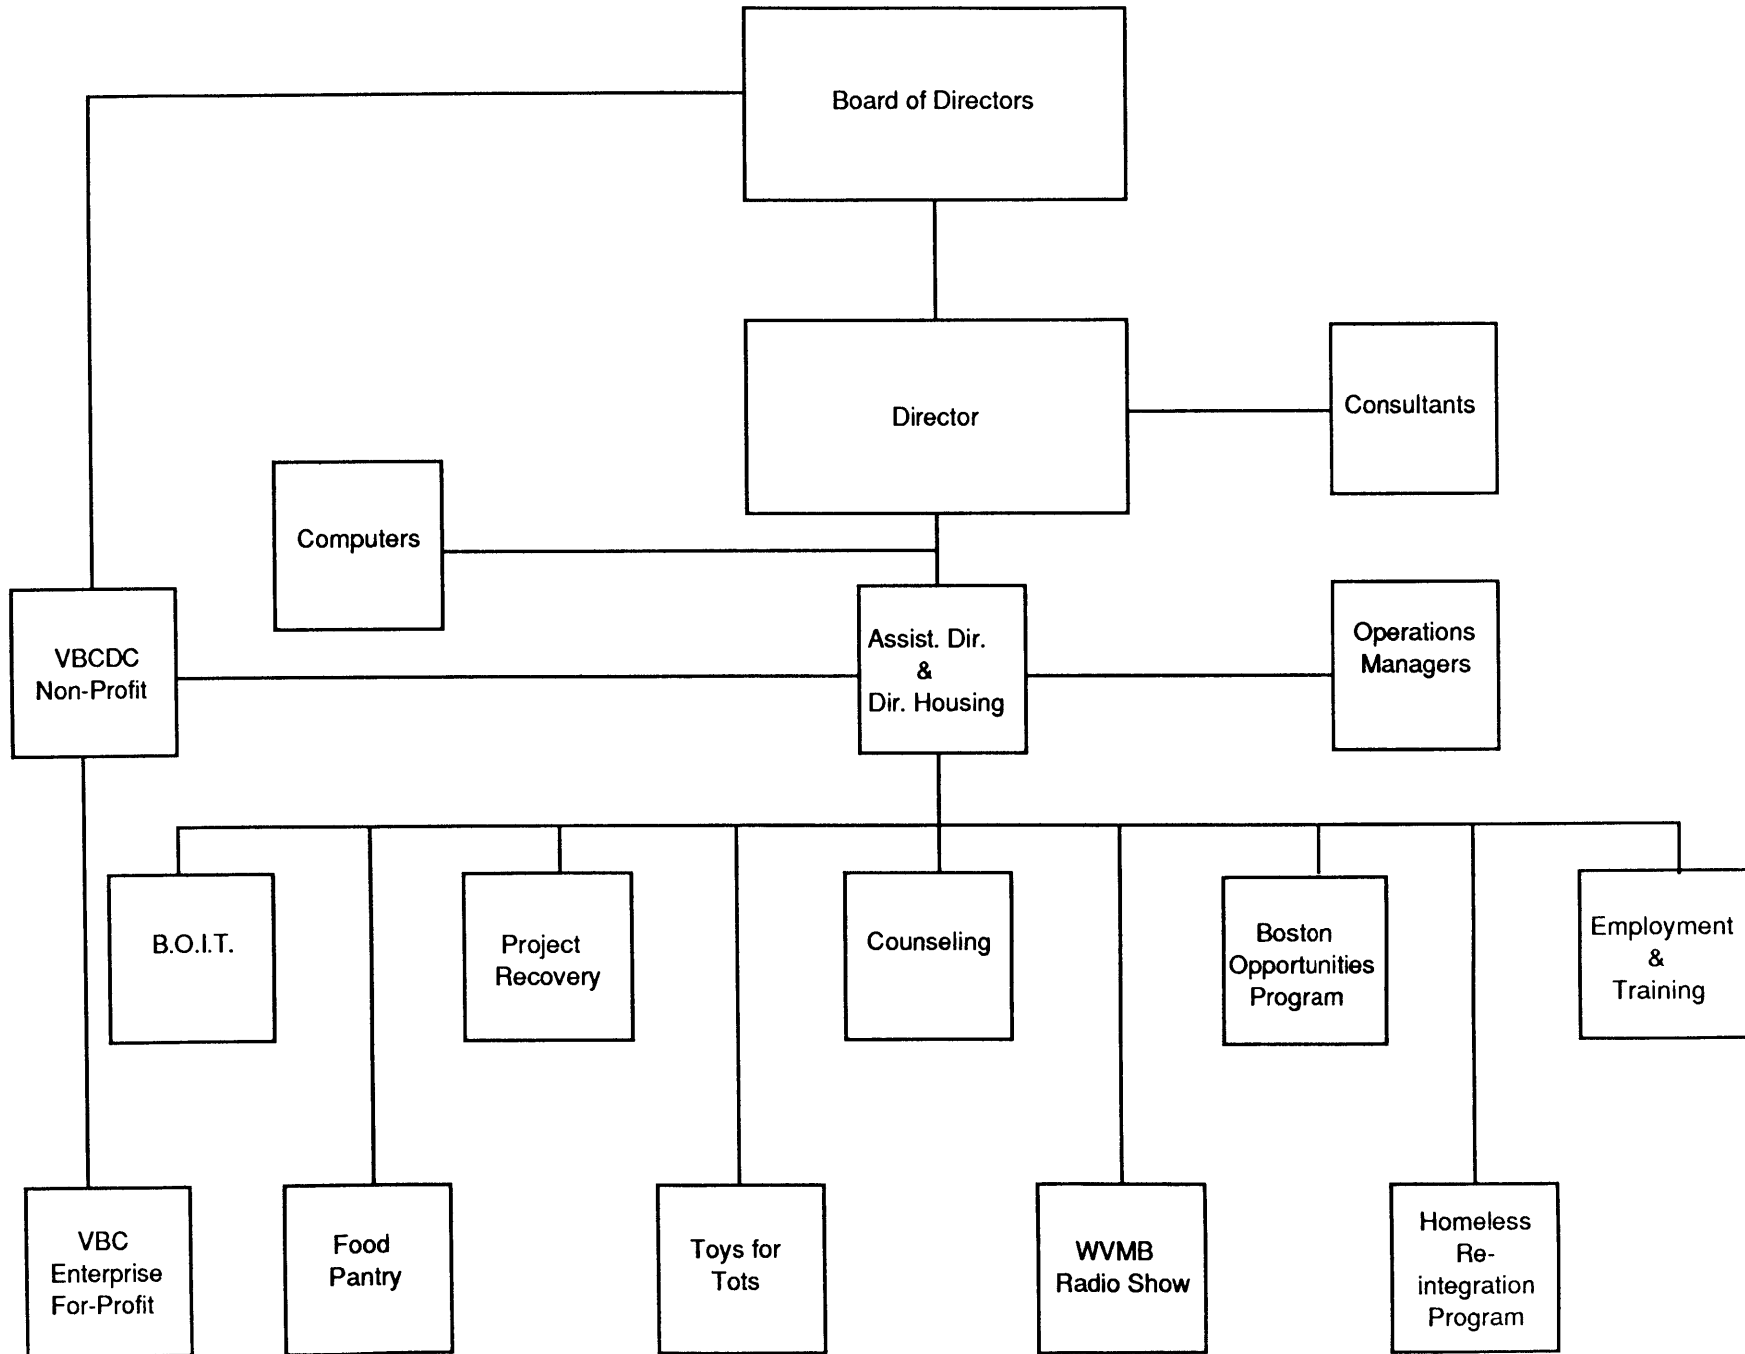 Board of Directors
Director
Consultants
Computers
VBCDC
Non-Profit
Assist. Dir.
&
Dir. Housing
Operations
Managers
B.O.I.T.
Project
Recovery
Counseling
Boston
Opportunities
Program
Employment
&
Training
VBC
Enterprise
For-Profit
Food
Pantry
Toys for
Tots
WVMB
Radio Show
Homeless
Re-
integration
Program